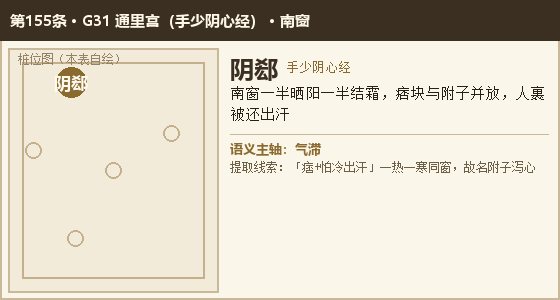 第155条・G31 通里宫（手少阴心经）・南窗
桩位图（本表自绘）
阴郄
阴郄 手少阴心经
南窗一半晒阳一半结霜，痞块与附子并放，人裹
被还出汗
语义主轴：气滞
提取线索：「痞+怕冷出汗」一热一寒同窗，故名附子泻心